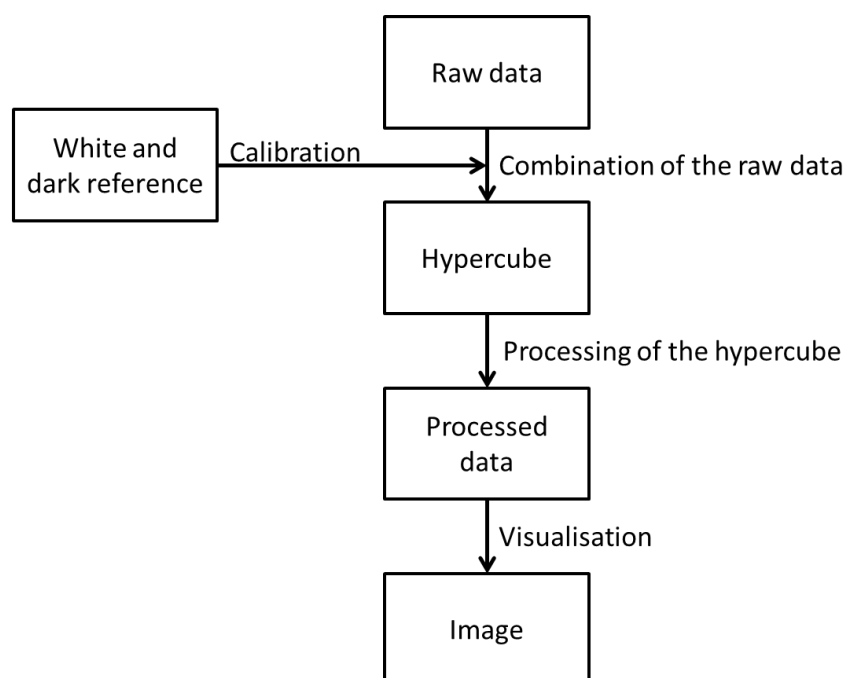 Raw data
White and
dark reference
Calibration
Combination of the raw data
Hypercube
Processing of the hypercube
Processed
data
Visualisation
Image